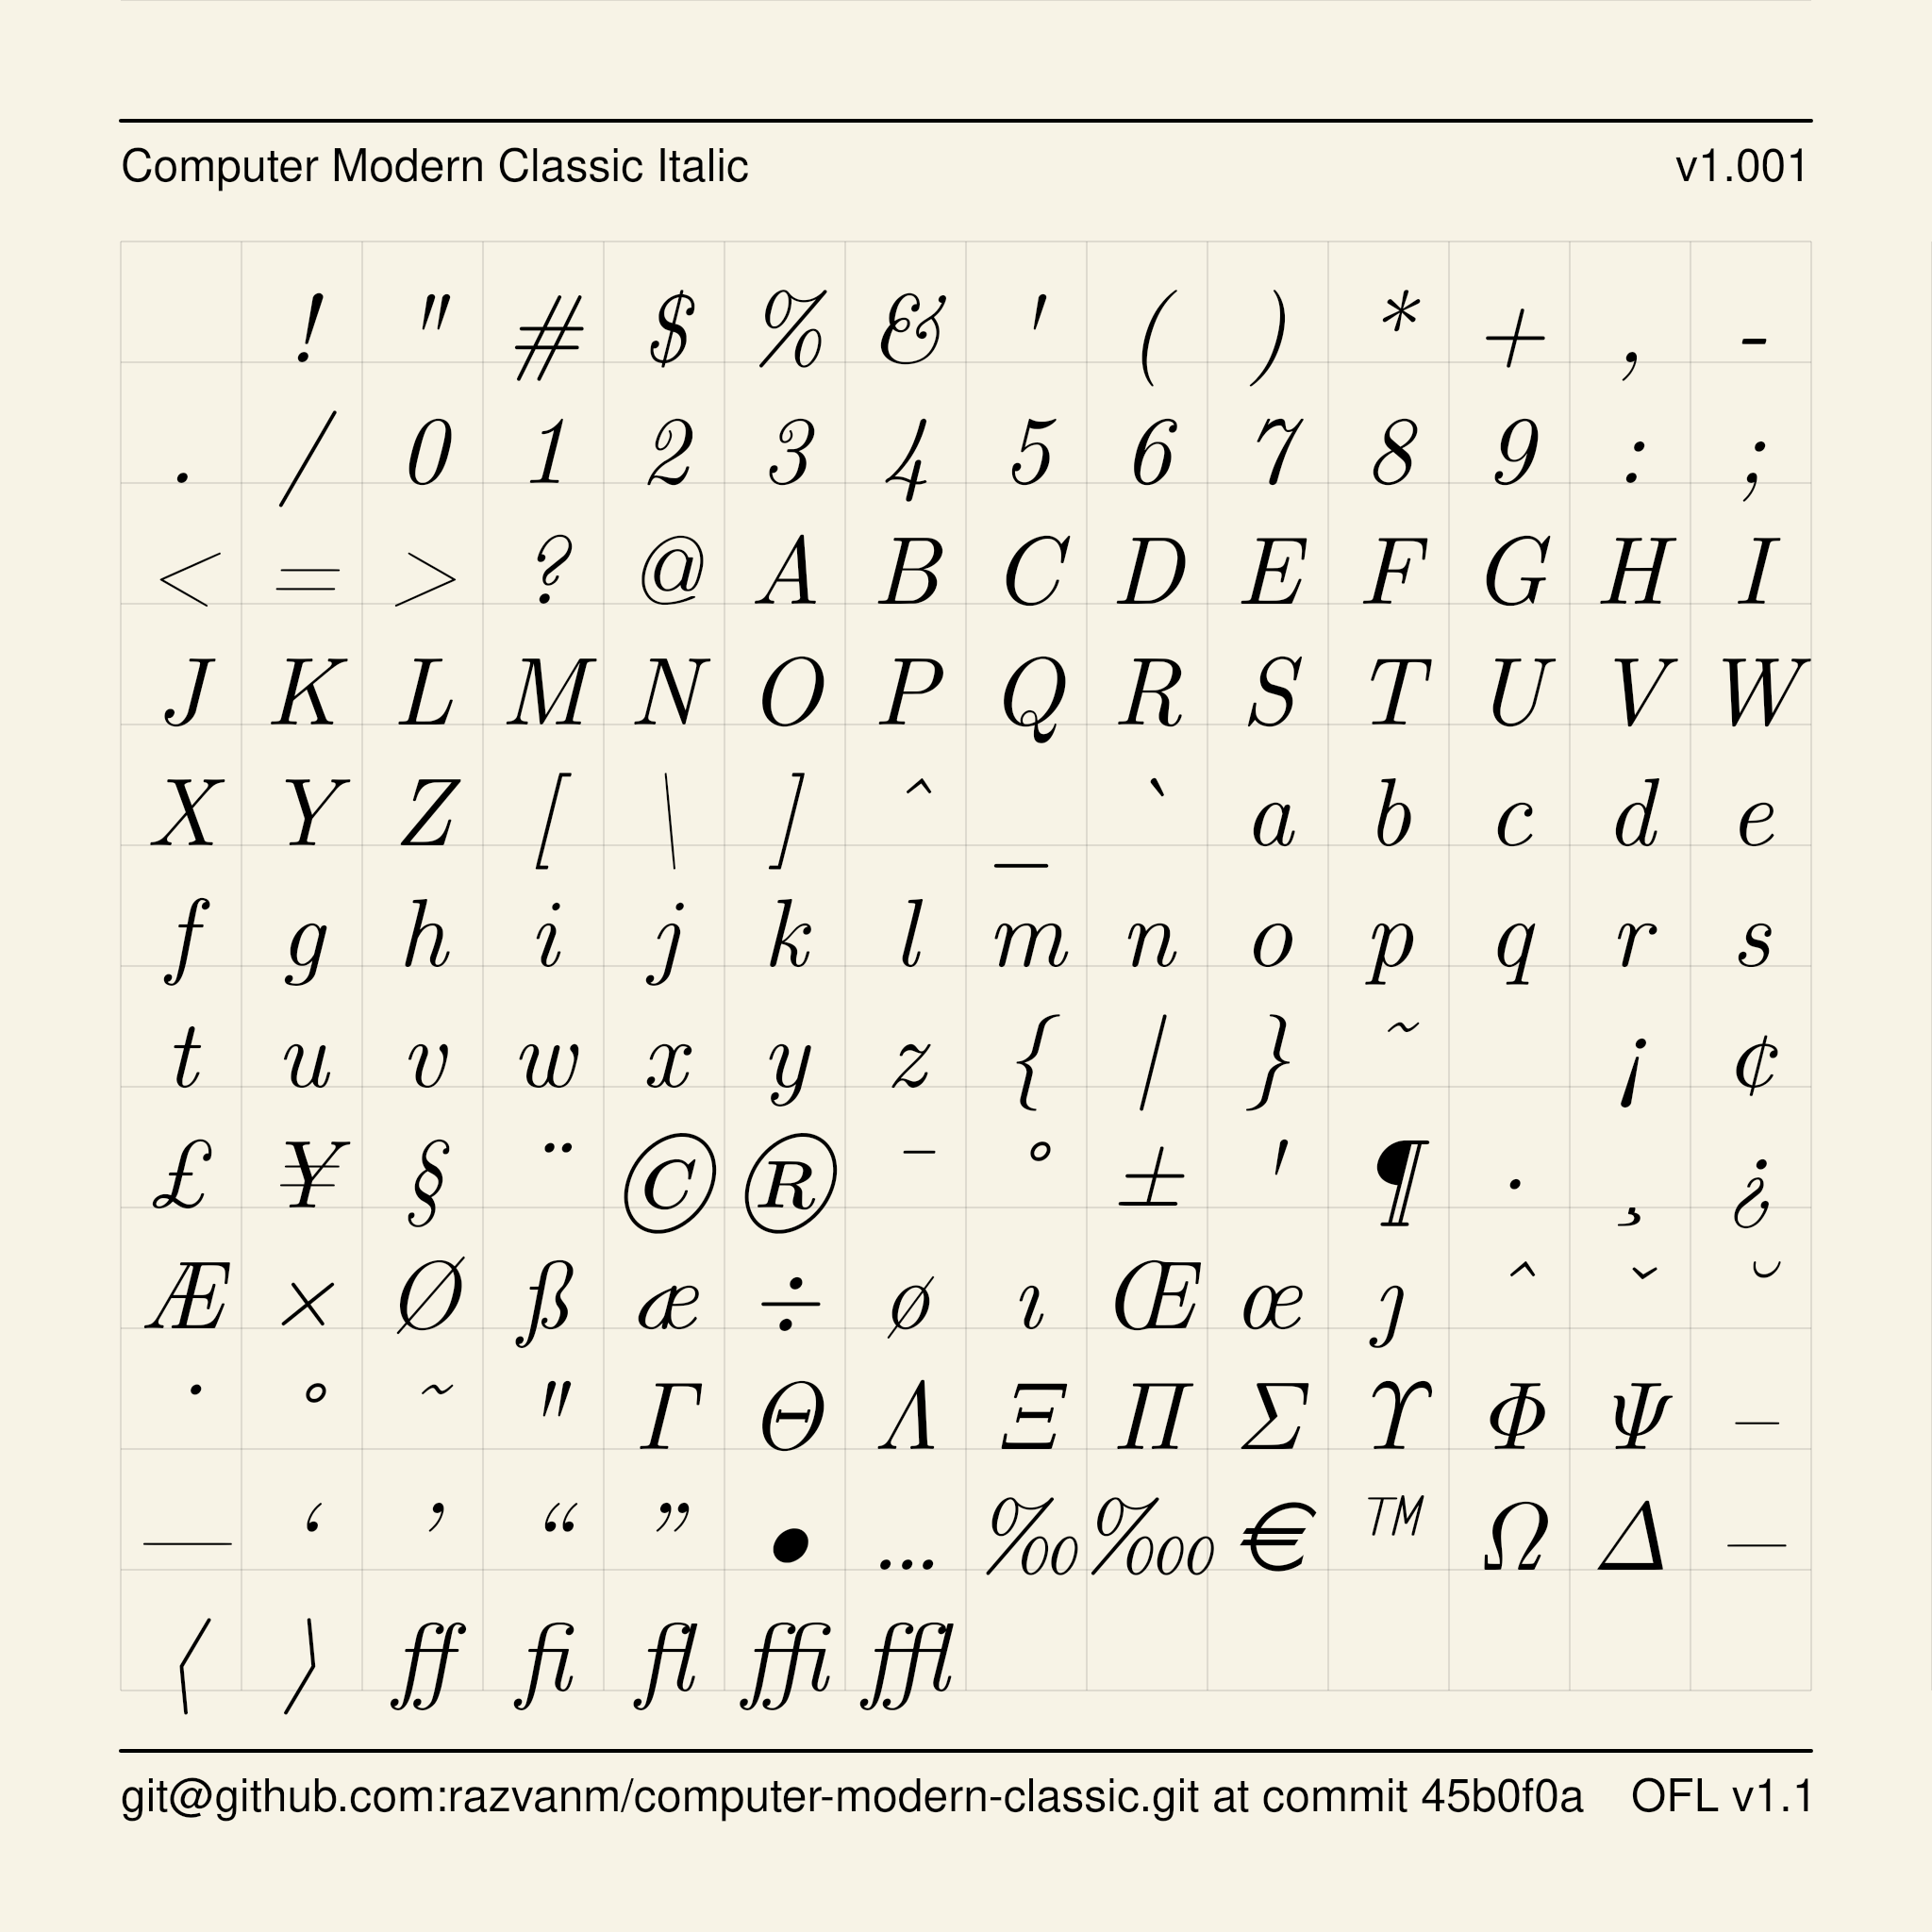 Computer Modern Classic Italic v1.001
! " # $ % & ' ( ) * + , -
. / 0 1 2 3 4 5 6 7 8 9 : ;
< = > ? @ A B C D E F G H I
J K L M N O P Q R S T U V W
X Y Z [ \ ] ^ _ ` a b c d e
f g h i j k l m n o p q r s
t u v w x y z { | } ~ ¡ ¢
£ ¥ § ¨ © ® ¯ ° ± ´ ¶ · ¸ ¿
Æ × Ø ß æ ÷ ø ı Œ œ ȷ ˆ ˇ ˘
˙ ˚ ˜ ˝ Γ Θ Λ Ξ Π Σ Υ Φ Ψ –
— ‘ ’ “ ” • … ‰ ‱ € ™ Ω Δ −
⟨ ⟩ ff fi fl ffi ffl
git@github.com:razvanm/computer-modern-classic.git at commit 45b0f0a OFL v1.1